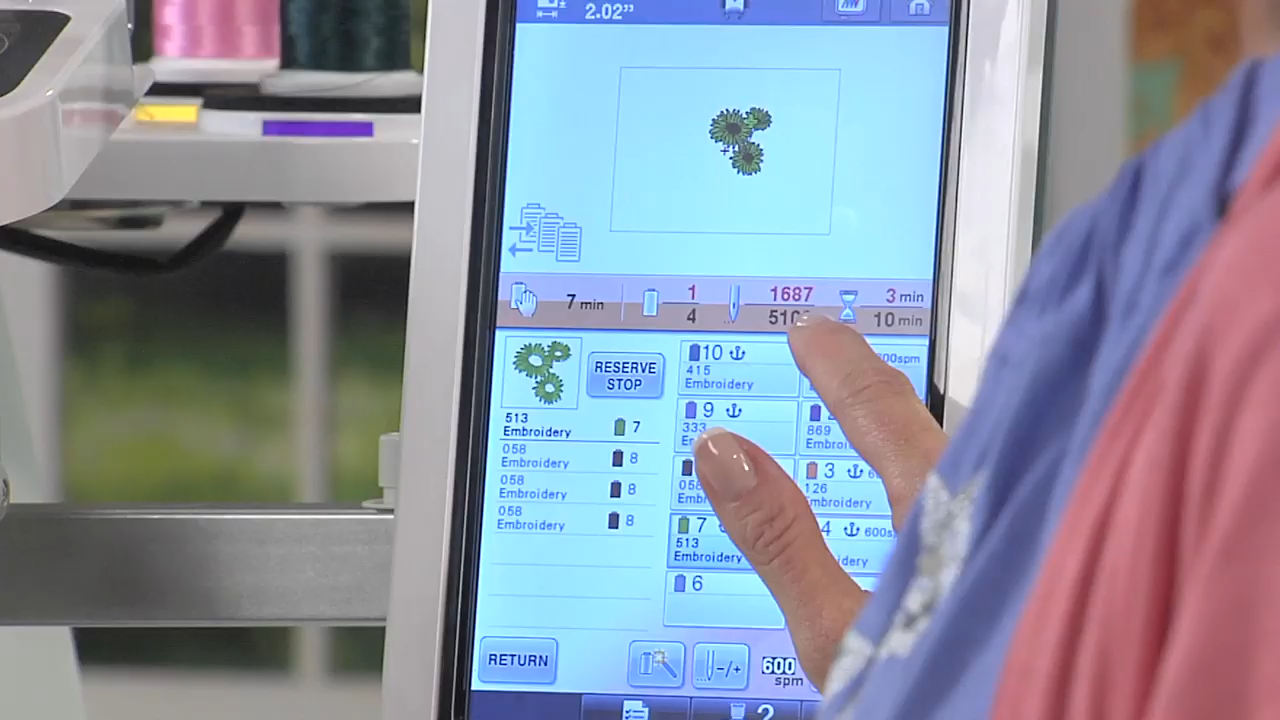 2.02"
7 min
1
4
1687
3 min
10 min
RESERVE STOP
513
Embroidery
7
058
Embroidery
8
058
Embroidery
8
058
Embroidery
8
10
415
Embroidery
9
333
869
3
126
7
513
Embroidery
4
600s
6
RETURN
-/+
600
spm
?